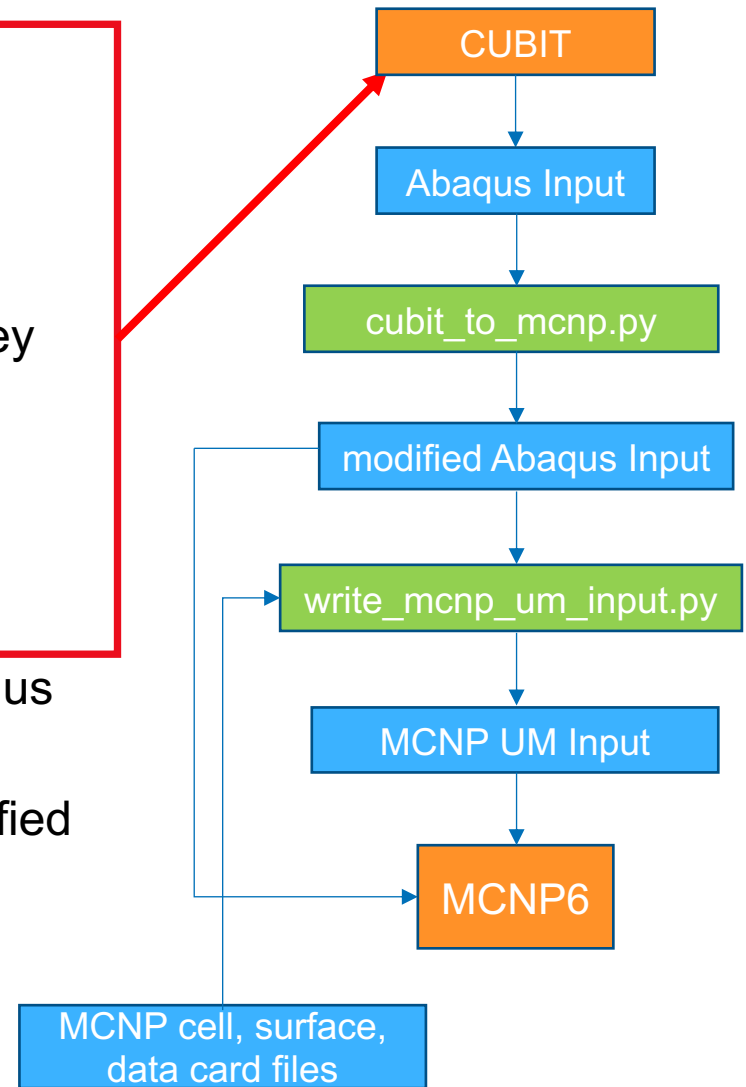 CUBIT
Abaqus Input
cubit_to_mcnp.py
ey
modified Abaqus Input
write_mcnp_um_input.py
us
MCNP UM Input
fied
MCNP6
MCNP cell, surface,
data card files